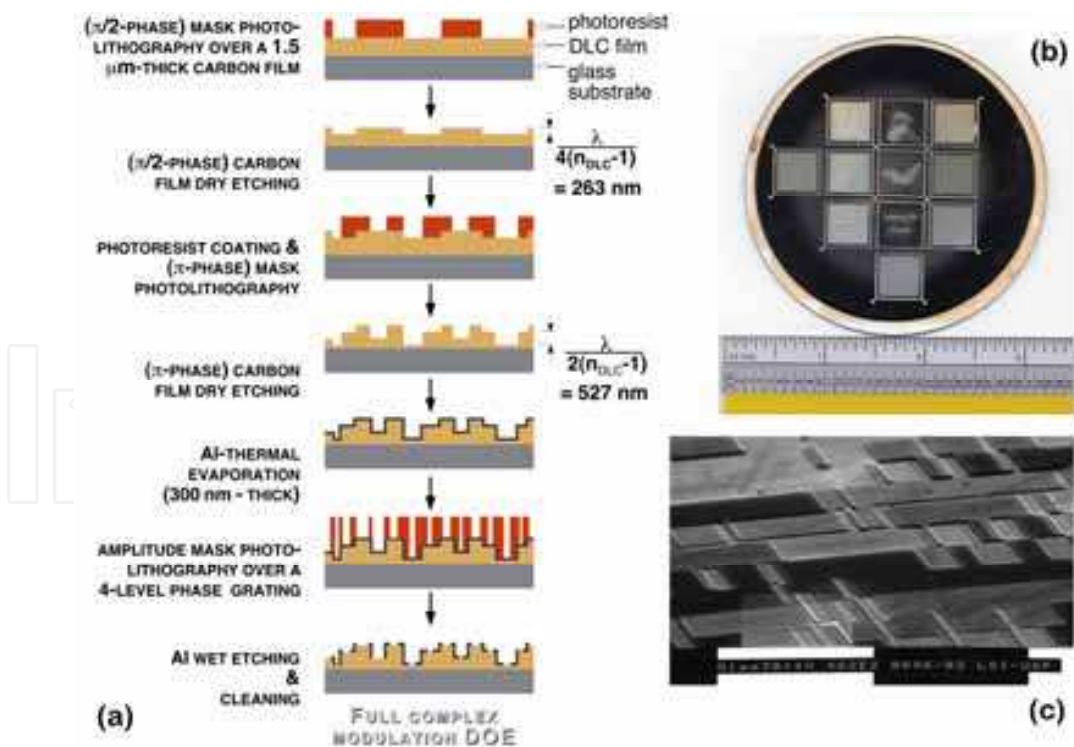 (π/2-PHASE) MASK PHOTO-
LITHOGRAPHY OVER A 1.5
μm-THICK CARBON FILM
photoresist
DLC film
glass
substrate
(π/2-PHASE) CARBON
FILM DRY ETCHING
λ
4(nDLC-1)
= 263 nm
PHOTORESIST COATING &
(π-PHASE) MASK
PHOTOLITHOGRAPHY
(π-PHASE) CARBON
FILM DRY ETCHING
λ
2(nDLC-1)
= 527 nm
Al-THERMAL
EVAPORATION
(300 nm - THICK)
AMPLITUDE MASK PHOTO-
LITHOGRAPHY OVER A
4-LEVEL PHASE GRATING
Al WET ETCHING
&
CLEANING
(a)
FULL COMPLEX
MODULATION DOE
(b)
(c)